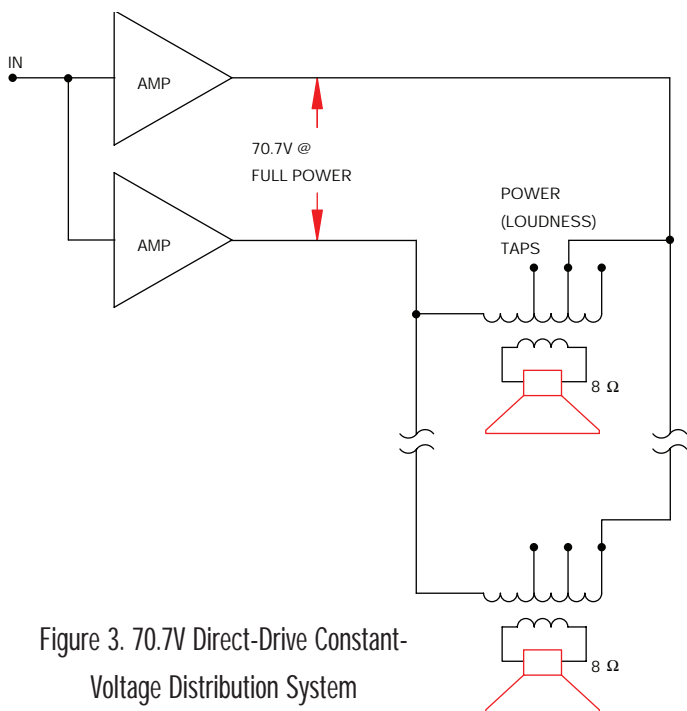 IN
AMP
70.7V @
FULL POWER
POWER
(LOUDNESS)
TAPS
AMP
8 Ω
8 Ω
Figure 3. 70.7V Direct-Drive Constant-
Voltage Distribution System